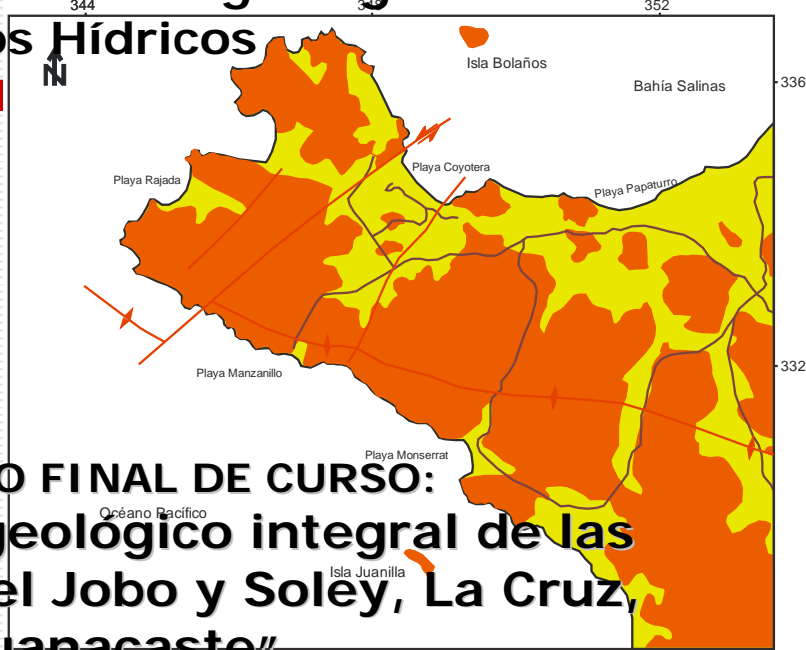 344
352
os Hídricos
Isla Bolaños
Bahía Salinas
336
Playa Coyotera
Playa Rajada
Playa Papaturro
332
Playa Manzanillo
Playa Monserrat
O FINAL DE CURSO:
Océano Pacífico
geológico integral de las
Isla Juanilla
el Jobo y Soley, La Cruz,
uanacaste”